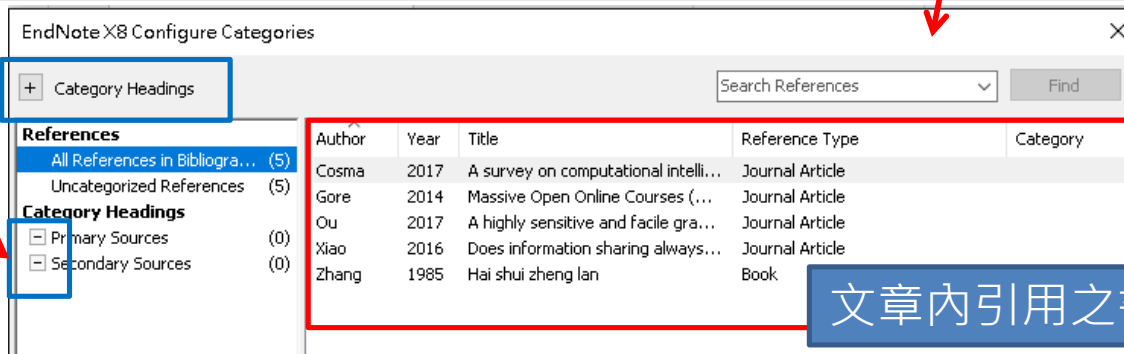 EndNote X8 Configure Categories
+ Category Headings
Search References
Find
References
All References in Bibliogra... (5)
Uncategorized References (5)
Category Headings
Primary Sources (0)
Secondary Sources (0)
Author Year Title Reference Type Category
Cosma 2017 A survey on computational intelli... Journal Article
Gore 2014 Massive Open Online Courses (... Journal Article
Ou 2017 A highly sensitive and facile gra... Journal Article
Xiao 2016 Does information sharing always... Journal Article
Zhang 1985 Hai shui zheng lan Book
文章內引用之